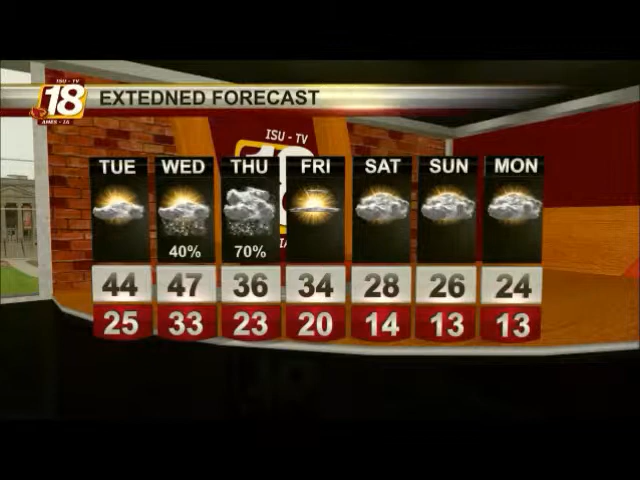 ISU - TV
18
AMES - IA
EXTEDNED FORECAST
ISU - TV
TUE WED THU FRI SAT SUN MON
40% 70%
44 47 36 34 28 26 24
25 33 23 20 14 13 13